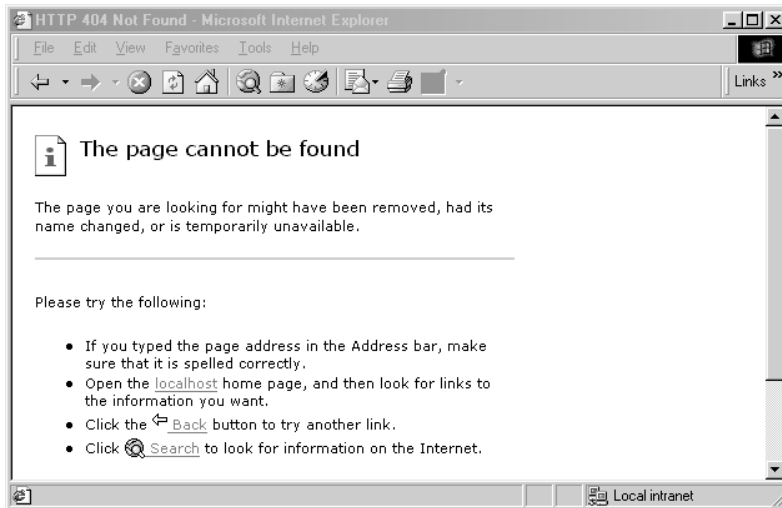 HTTP 404 Not Found - Microsoft Internet Explorer
File Edit View Favorites Tools Help
Links »
The page cannot be found
The page you are looking for might have been removed, had its
name changed, or is temporarily unavailable.
Please try the following:
• If you typed the page address in the Address bar, make
sure that it is spelled correctly.
• Open the localhost home page, and then look for links to
the information you want.
• Click the Back button to try another link.
• Click Search to look for information on the Internet.
Local intranet